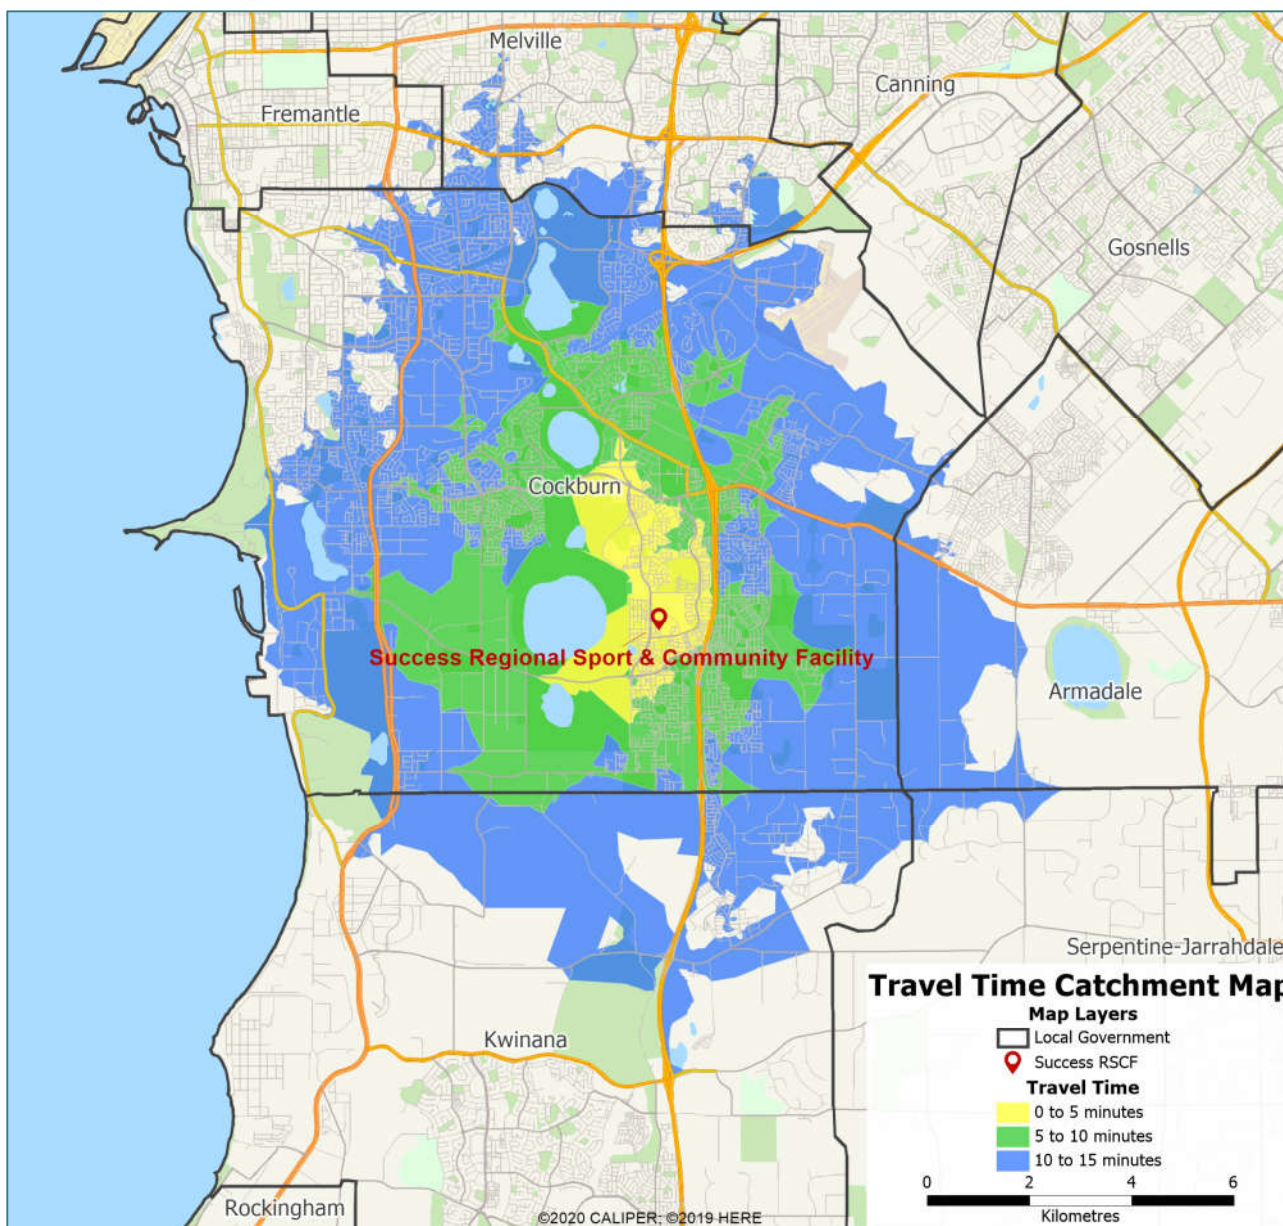 Melville
Canning
Fremantle
Gosnells
Cockburn
Success Regional Sport & Community Facility
Armadale
Serpentine-Jarrahdale
Travel Time Catchment Map
Map Layers
Local Government
Success RSCF
Travel Time
0 to 5 minutes
5 to 10 minutes
10 to 15 minutes
0 2 4 6
Kilometres
Kwinana
Rockingham
©2020 CALIPER; ©2019 HERE